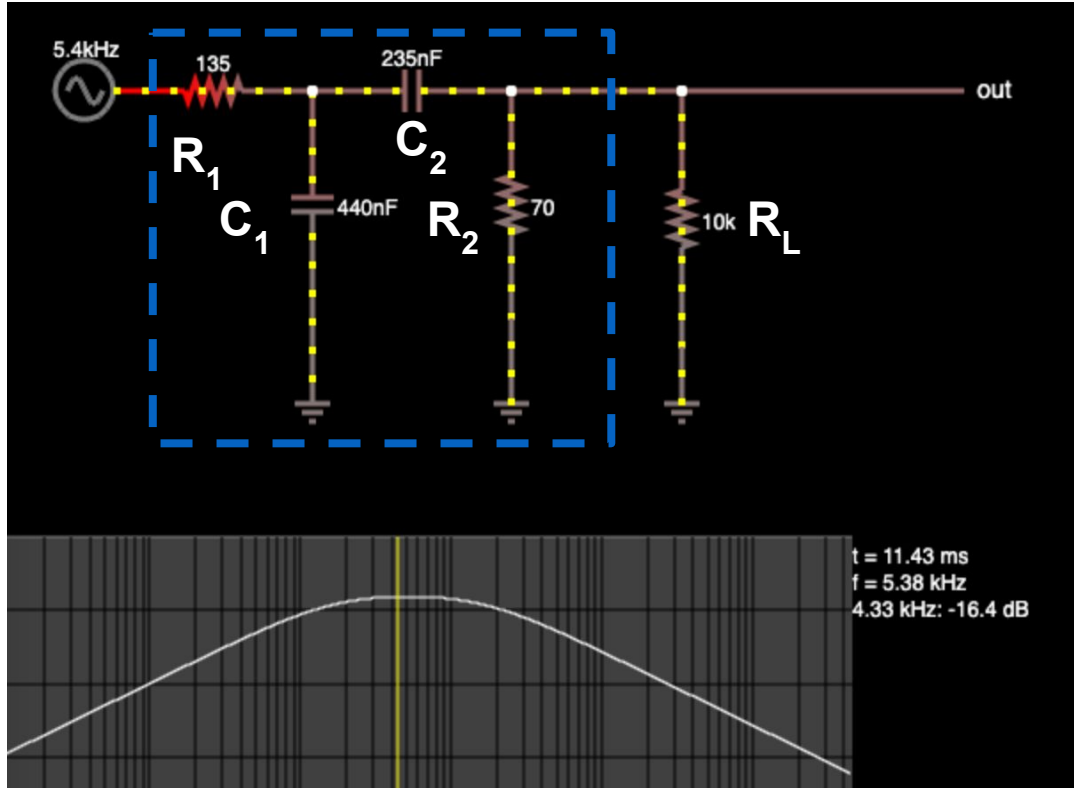 5.4kHz
135
235nF
out
R1
C2
C1
440nF
R2
70
10k
RL
t = 11.43 ms
f = 5.38 kHz
4.33 kHz: -16.4 dB